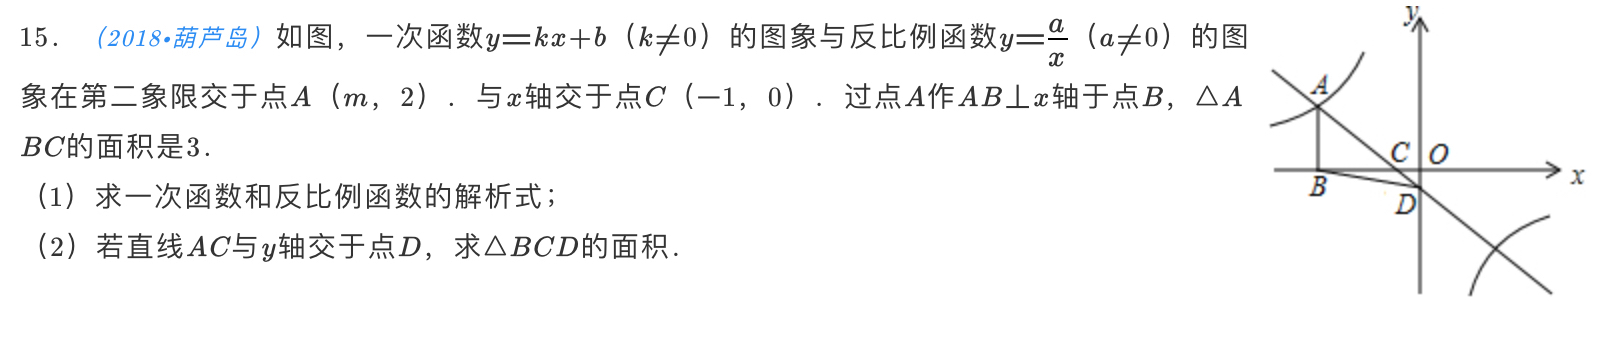 15. （2018•葫芦岛）如图，一次函数y=kx+b（k≠0）的图象与反比例函数y=a/x（a≠0）的图
象在第二象限交于点A（m，2）．与x轴交于点C（−1，0）．过点A作AB⊥x轴于点B，△A
BC的面积是3．
（1）求一次函数和反比例函数的解析式；
（2）若直线AC与y轴交于点D，求△BCD的面积．
y
A
C O
x
B
D